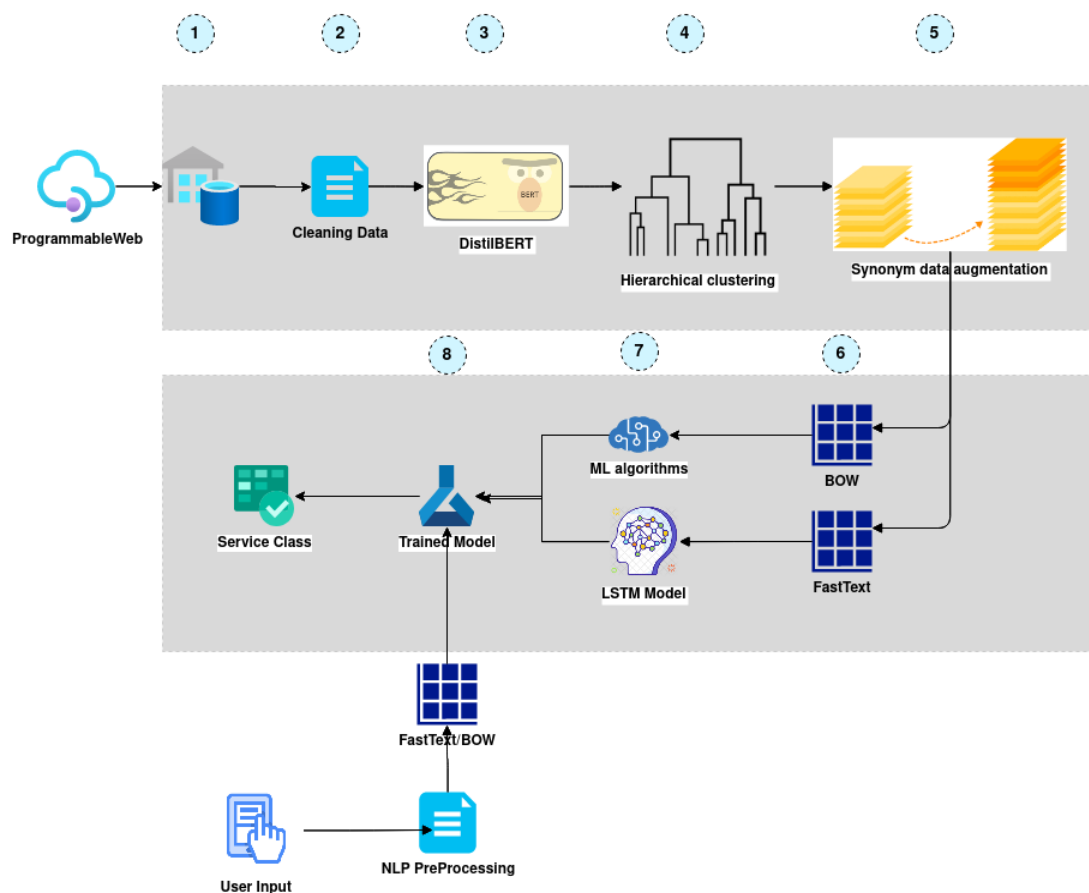 1
2
3
4
5
ProgrammableWeb
Cleaning Data
BERT
DistilBERT
Hierarchical clustering
Synonym data augmentation
8
7
6
ML algorithms
BOW
Service Class
Trained Model
LSTM Model
FastText
FastText/BOW
NLP PreProcessing
User Input